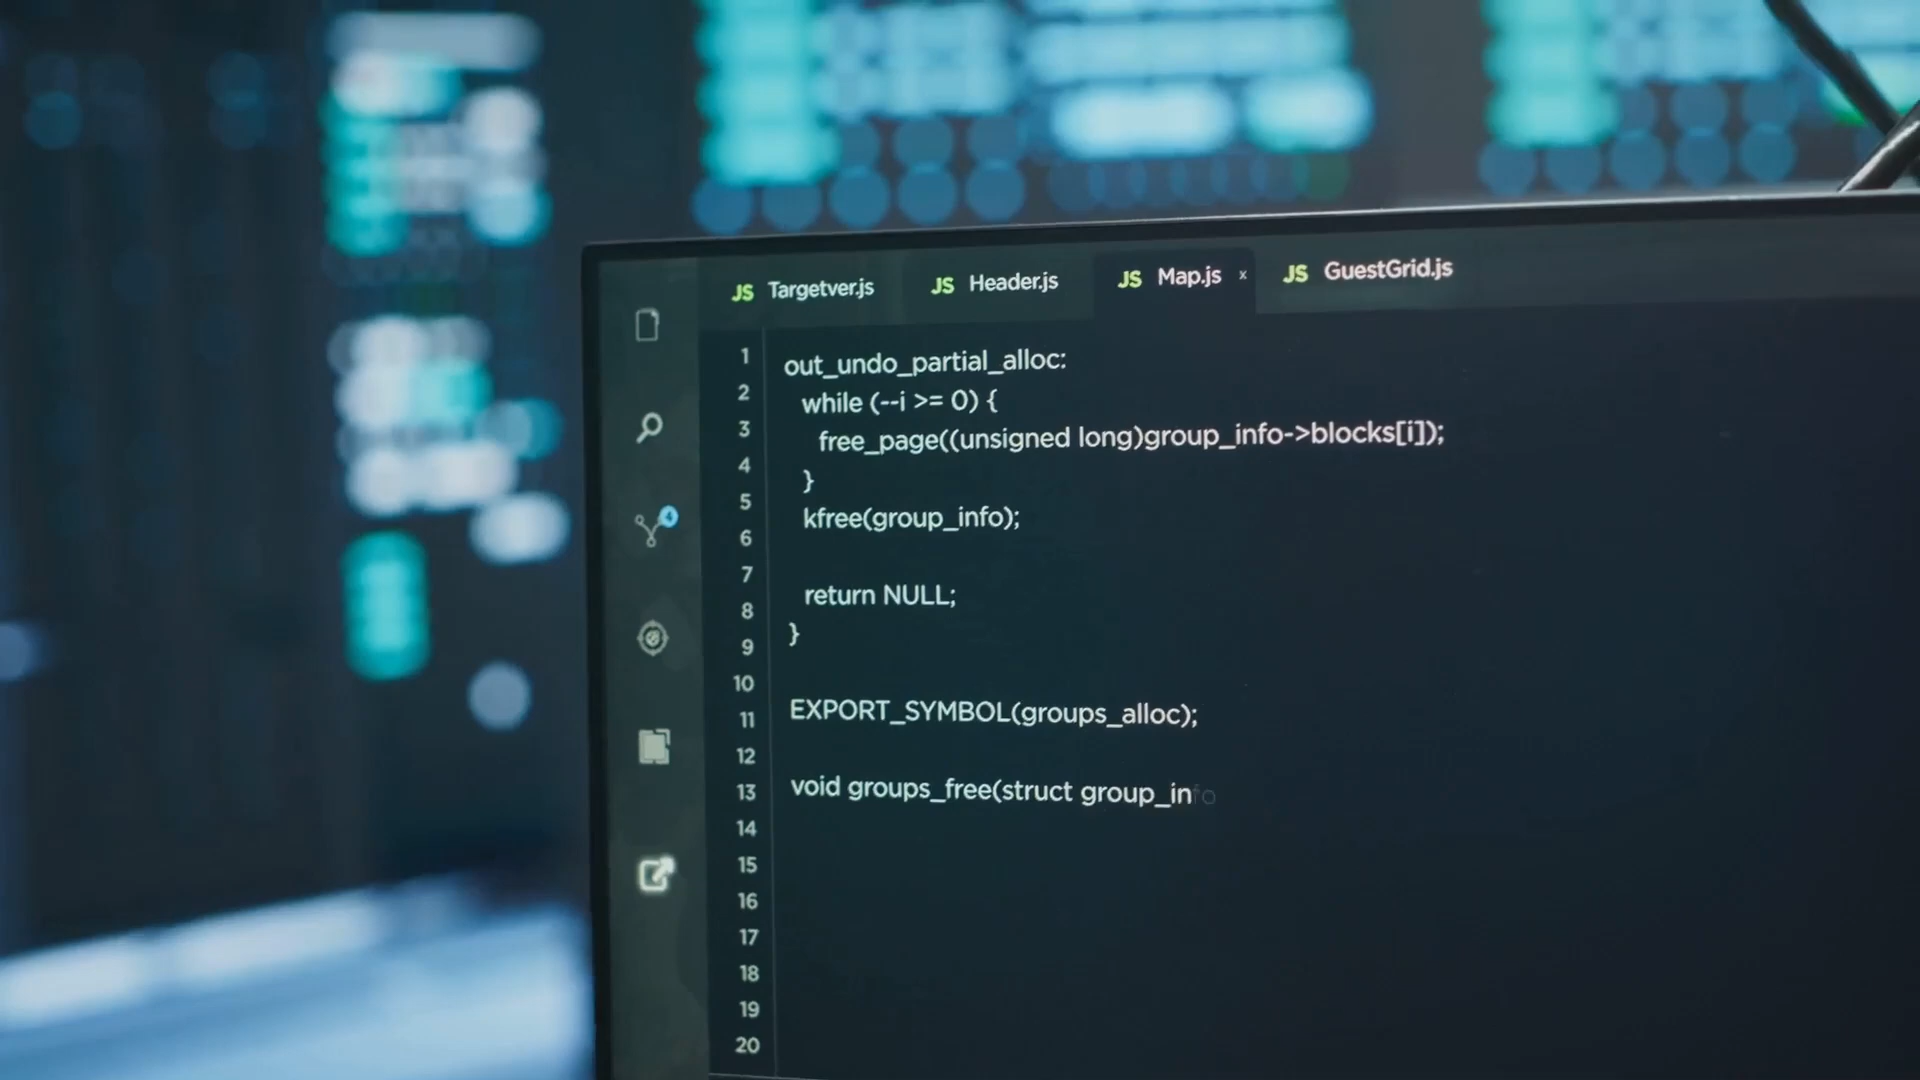 JS Targetver.js JS Header.js JS Map.js x JS GuestGrid.js
1 out_undo_partial_alloc:
2 while (--i >= 0) {
3 free_page((unsigned long)group_info->blocks[i]);
4 }
5 kfree(group_info);
6
7 return NULL;
8 }
9
10 EXPORT_SYMBOL(groups_alloc);
11
12 void groups_free(struct group_info
13
14
15
16
17
18
19
20
4